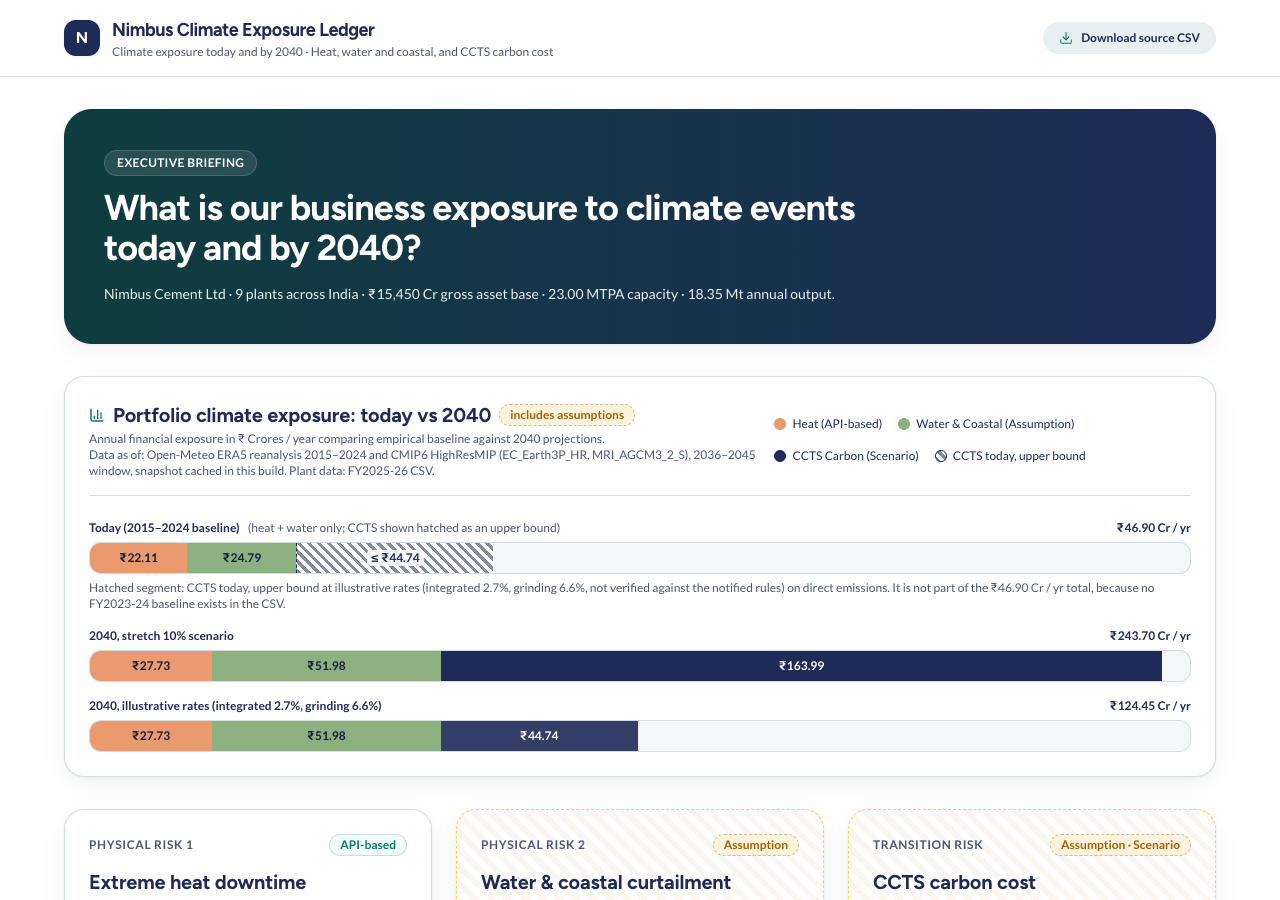 N
Nimbus Climate Exposure Ledger
Climate exposure today and by 2040 · Heat, water and coastal, and CCTS carbon cost
Download source CSV
EXECUTIVE BRIEFING
What is our business exposure to climate events
today and by 2040?
Nimbus Cement Ltd · 9 plants across India · ₹15,450 Cr gross asset base · 23.00 MTPA capacity · 18.35 Mt annual output.
Portfolio climate exposure: today vs 2040
includes assumptions
Annual financial exposure in ₹ Crores / year comparing empirical baseline against 2040 projections.
Data as of: Open-Meteo ERA5 reanalysis 2015–2024 and CMIP6 HighResMIP (EC_Earth3P_HR, MRI_AGCM3_2_S), 2036–2045
window, snapshot cached in this build. Plant data: FY2025-26 CSV.
Heat (API-based)
Water & Coastal (Assumption)
CCTS Carbon (Scenario)
CCTS today, upper bound
Today (2015–2024 baseline) (heat + water only; CCTS shown hatched as an upper bound)
₹46.90 Cr / yr
₹22.11
₹24.79
≤ ₹44.74
Hatched segment: CCTS today, upper bound at illustrative rates (integrated 2.7%, grinding 6.6%, not verified against the notified rules) on direct emissions. It is not part of the ₹46.90 Cr / yr total, because no
FY2023-24 baseline exists in the CSV.
2040, stretch 10% scenario
₹243.70 Cr / yr
₹27.73
₹51.98
₹163.99
2040, illustrative rates (integrated 2.7%, grinding 6.6%)
₹124.45 Cr / yr
₹27.73
₹51.98
₹44.74
PHYSICAL RISK 1
API-based
Extreme heat downtime
PHYSICAL RISK 2
Assumption
Water & coastal curtailment
TRANSITION RISK
Assumption · Scenario
CCTS carbon cost